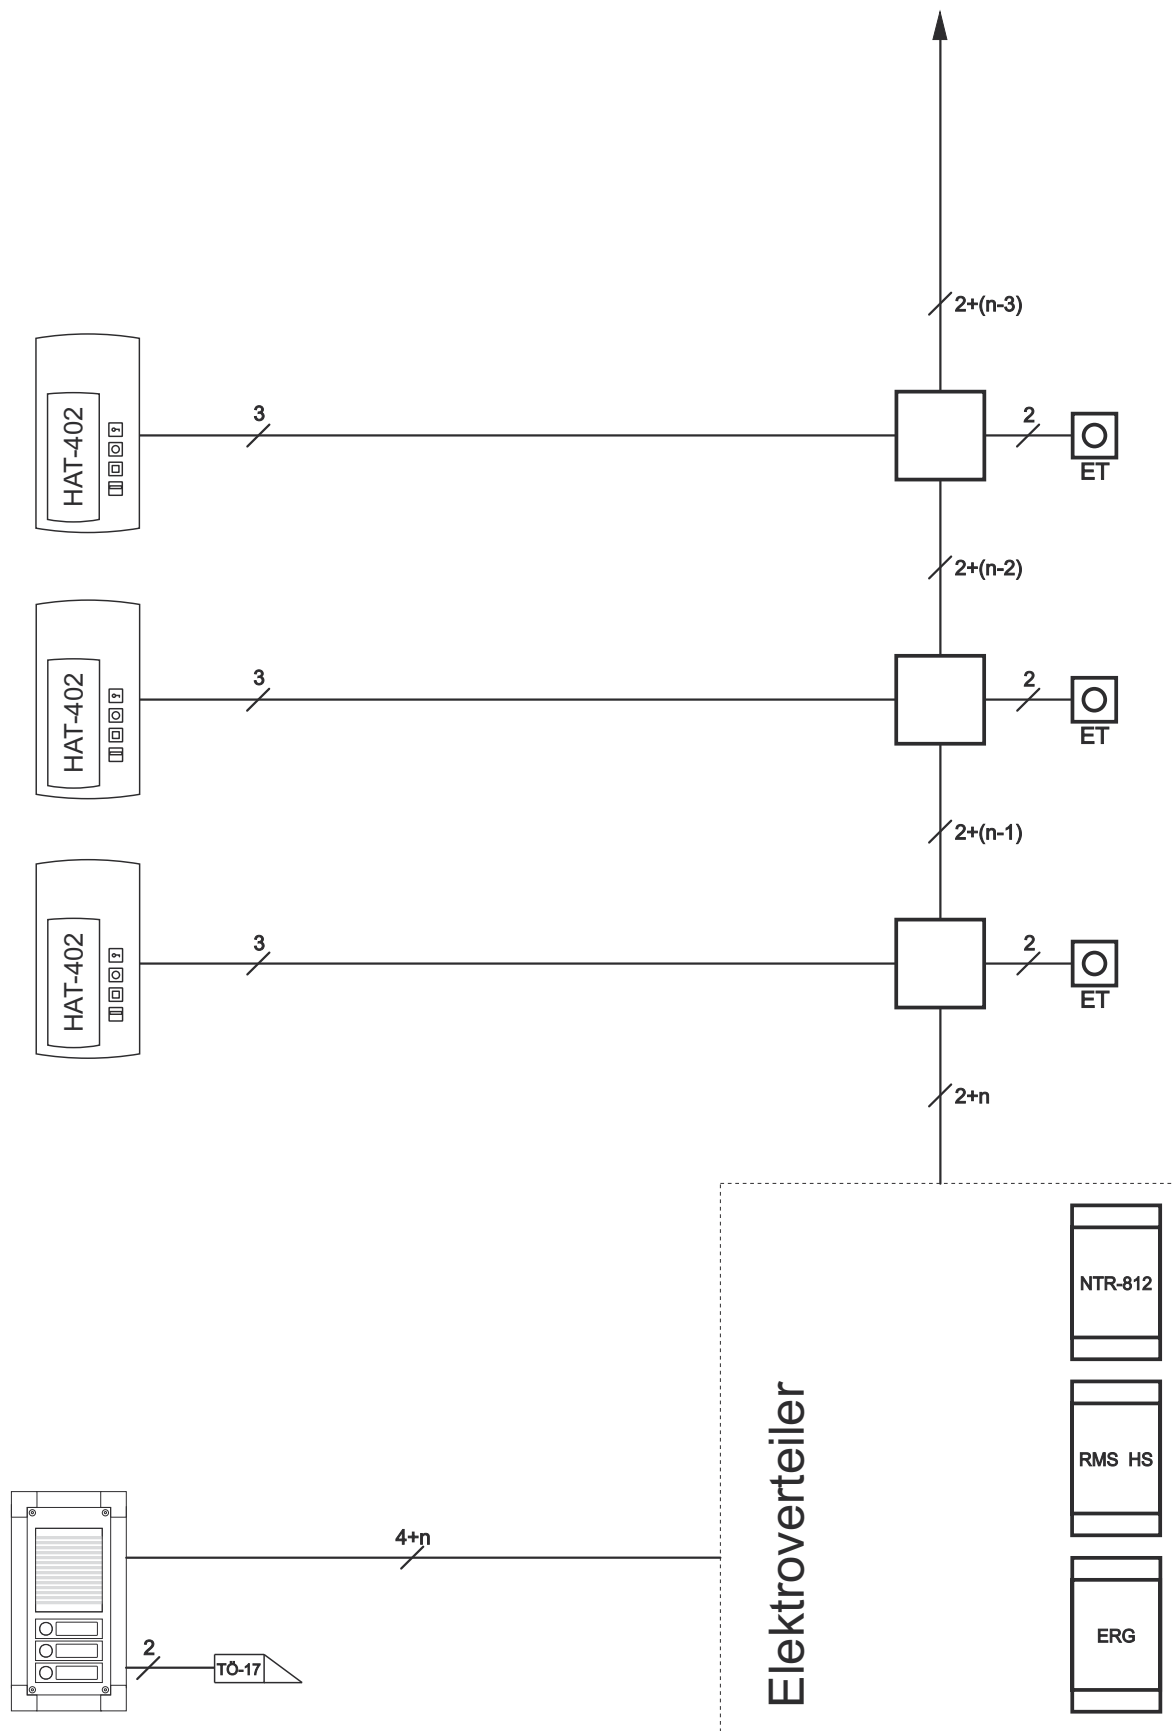 2+(n-3)
HAT-402
3
2
ET
2+(n-2)
HAT-402
3
2
ET
2+(n-1)
HAT-402
3
2
ET
2+n
Elektroverteiler
NTR-812
RMS HS
ERG
4+n
2
TÖ-17